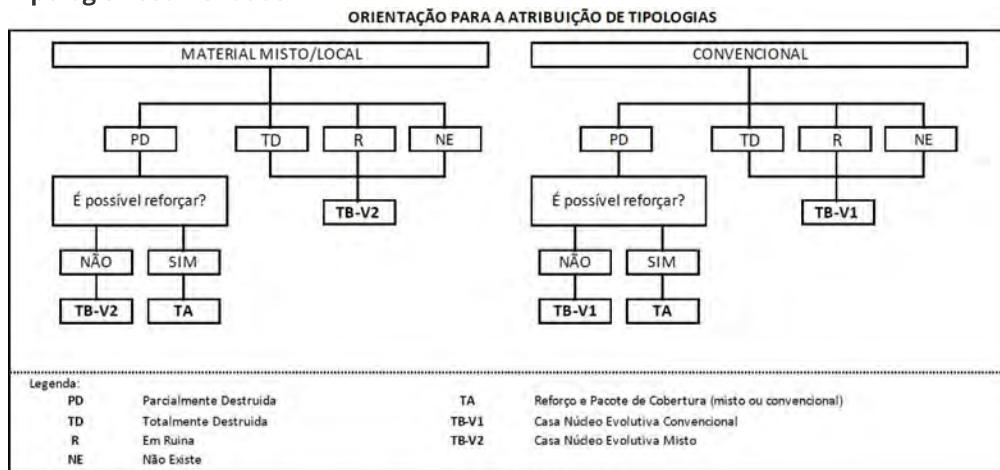 ORIENTAÇÃO PARA A ATRIBUIÇÃO DE TIPOLOGIAS
MATERIAL MISTO/LOCAL
CONVENCIONAL
PD TD R NE
PD TD R NE
É possível reforçar?
TB-V2
É possível reforçar?
TB-V1
NÃO SIM
NÃO SIM
TB-V2 TA
TB-V1 TA
Legenda:
PD Parcialmente Destruida TA Reforço e Pacote de Cobertura (misto ou convencional)
TD Totalmente Destruida TB-V1 Casa Núcleo Evolutiva Convencional
R Em Ruina TB-V2 Casa Núcleo Evolutiva Misto
NE Não Existe